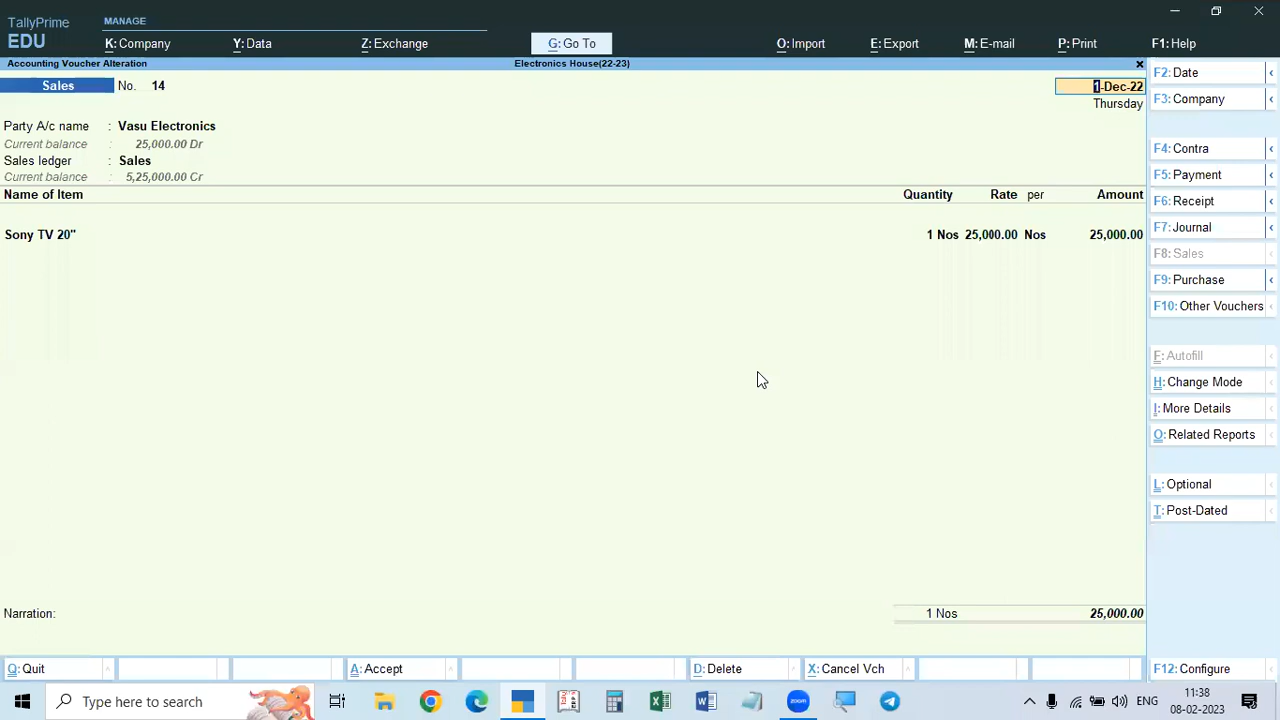 TallyPrime MANAGE
EDU K: Company Y: Data Z: Exchange G: Go To O: Import E: Export M: E-mail P: Print F1: Help
Accounting Voucher Alteration Electronics House(22-23) ×
Sales No. 14 1-Dec-22
Thursday
Party A/c name : Vasu Electronics
Current balance : 25,000.00 Dr
Sales ledger : Sales
Current balance : 5,25,000.00 Cr
Name of Item Quantity Rate per Amount
Sony TV 20" 1 Nos 25,000.00 Nos 25,000.00
Narration: 1 Nos 25,000.00
F2: Date
F3: Company
F4: Contra
F5: Payment
F6: Receipt
F7: Journal
F8: Sales
F9: Purchase
F10: Other Vouchers
F: Autofill
H: Change Mode
I: More Details
O: Related Reports
L: Optional
T: Post-Dated
Q: Quit A: Accept D: Delete X: Cancel Vch F12: Configure
Type here to search zoom ENG 11:38
08-02-2023